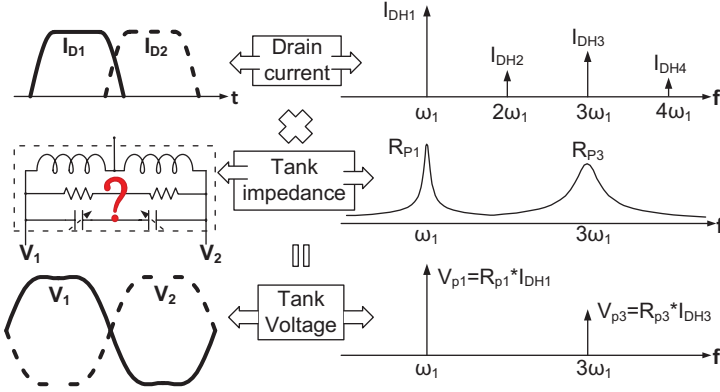 I_D1 I_D2
t
Drain
current
I_DH1
I_DH2
I_DH3
I_DH4
ω₁ 2ω₁ 3ω₁ 4ω₁
f
?
V₁ V₂
Tank
impedance
R_P1
R_P3
ω₁ 3ω₁
f
V₁ V₂
Tank
Voltage
V_p1=R_p1*I_DH1
V_p3=R_p3*I_DH3
ω₁ 3ω₁
f